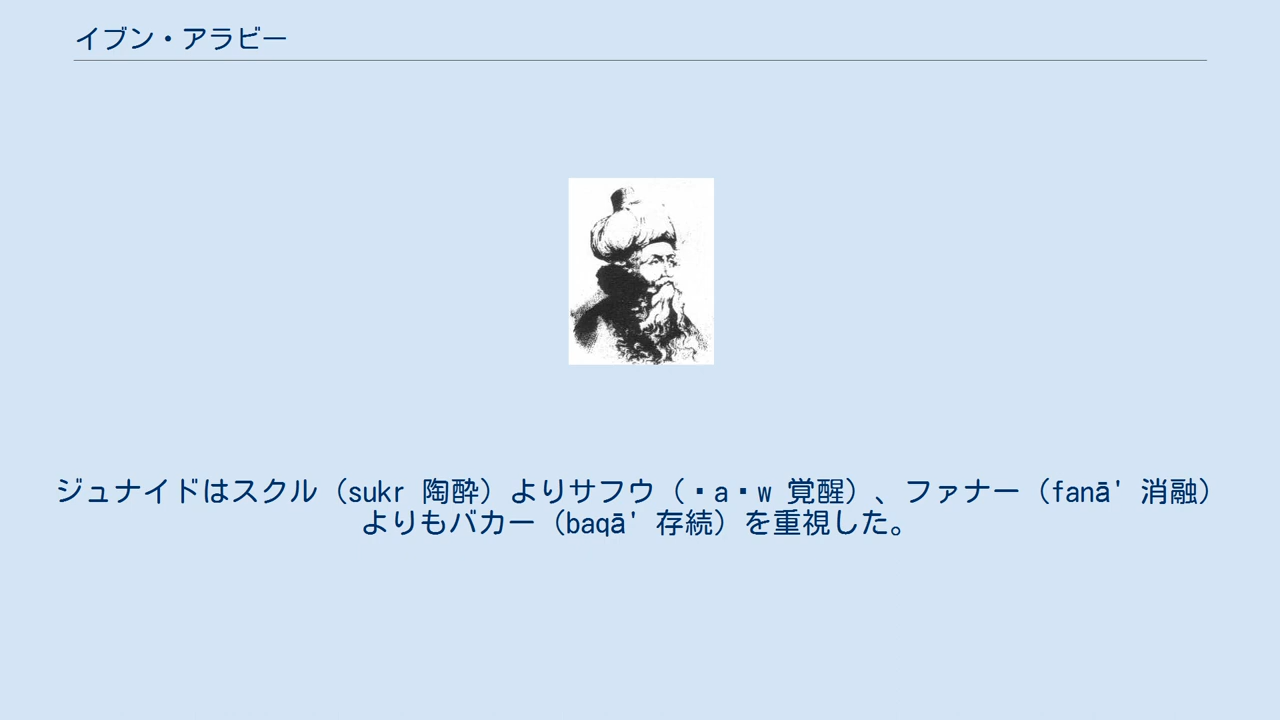 イブン・アラビー
ジュナイドはスクル（sukr 陶酔）よりサフウ（▪a▪w 覚醒）、ファナー（fanā' 消融）
よりもバカー（baqā' 存続）を重視した。